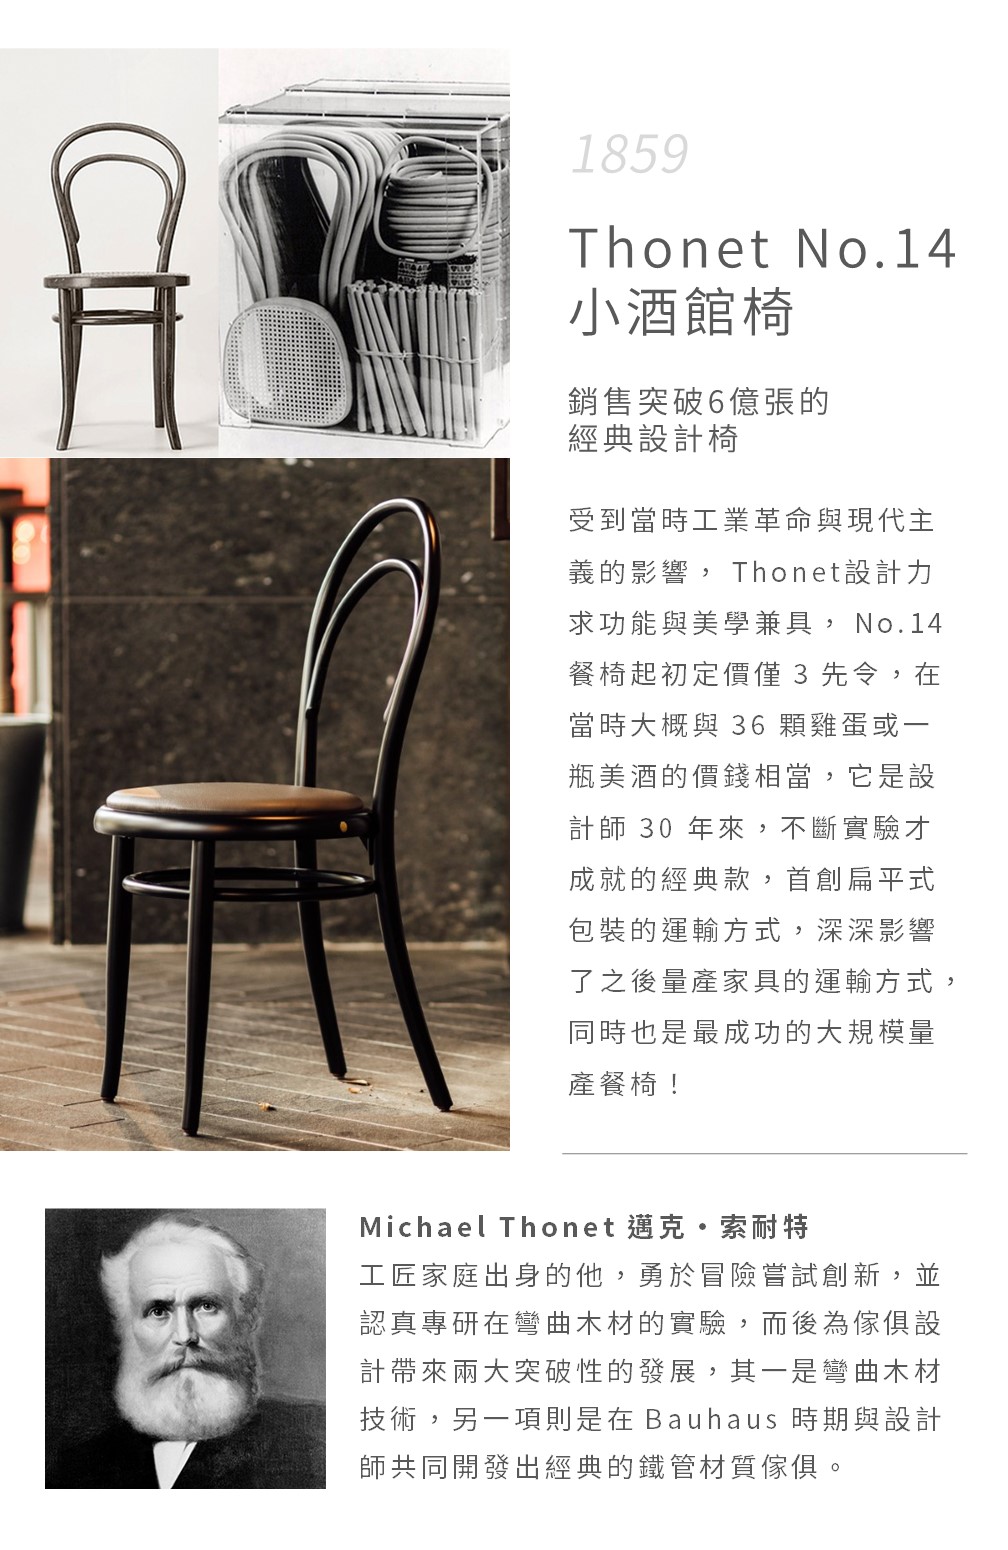 1859
Thonet No.14
小酒館椅
銷售突破6億張的
經典設計椅
受到當時工業革命與現代主
義的影響， Thonet設計力
求功能與美學兼具， No.14
餐椅起初定價僅 3 先令，在
當時大概與 36 顆雞蛋或一
瓶美酒的價錢相當，它是設
計師 30 年來，不斷實驗才
成就的經典款，首創扁平式
包裝的運輸方式，深深影響
了之後量產家具的運輸方式，
同時也是最成功的大規模量
產餐椅！
Michael Thonet 邁克・索耐特
工匠家庭出身的他，勇於冒險嘗試創新，並
認真專研在彎曲木材的實驗，而後為傢俱設
計帶來兩大突破性的發展，其一是彎曲木材
技術，另一項則是在 Bauhaus 時期與設計
師共同開發出經典的鐵管材質傢俱。